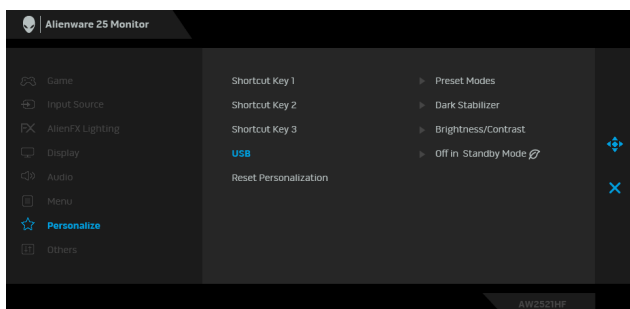 Alienware 25 Monitor
Game
Input Source
FX AlienFX Lighting
Display
Audio
Menu
Personalize
Others
Shortcut Key 1 Preset Modes
Shortcut Key 2 Dark Stabilizer
Shortcut Key 3 Brightness/Contrast
USB Off in Standby Mode
Reset Personalization
AW2521HF